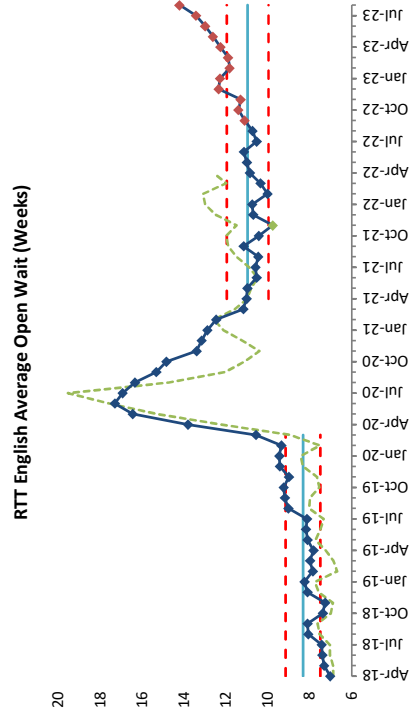 RTT English Average Open Wait (Weeks)
20
18
16
14
12
10
8
6
Apr-18
Jul-18
Oct-18
Jan-19
Apr-19
Jul-19
Oct-19
Jan-20
Apr-20
Jul-20
Oct-20
Jan-21
Apr-21
Jul-21
Oct-21
Jan-22
Apr-22
Jul-22
Oct-22
Jan-23
Apr-23
Jul-23